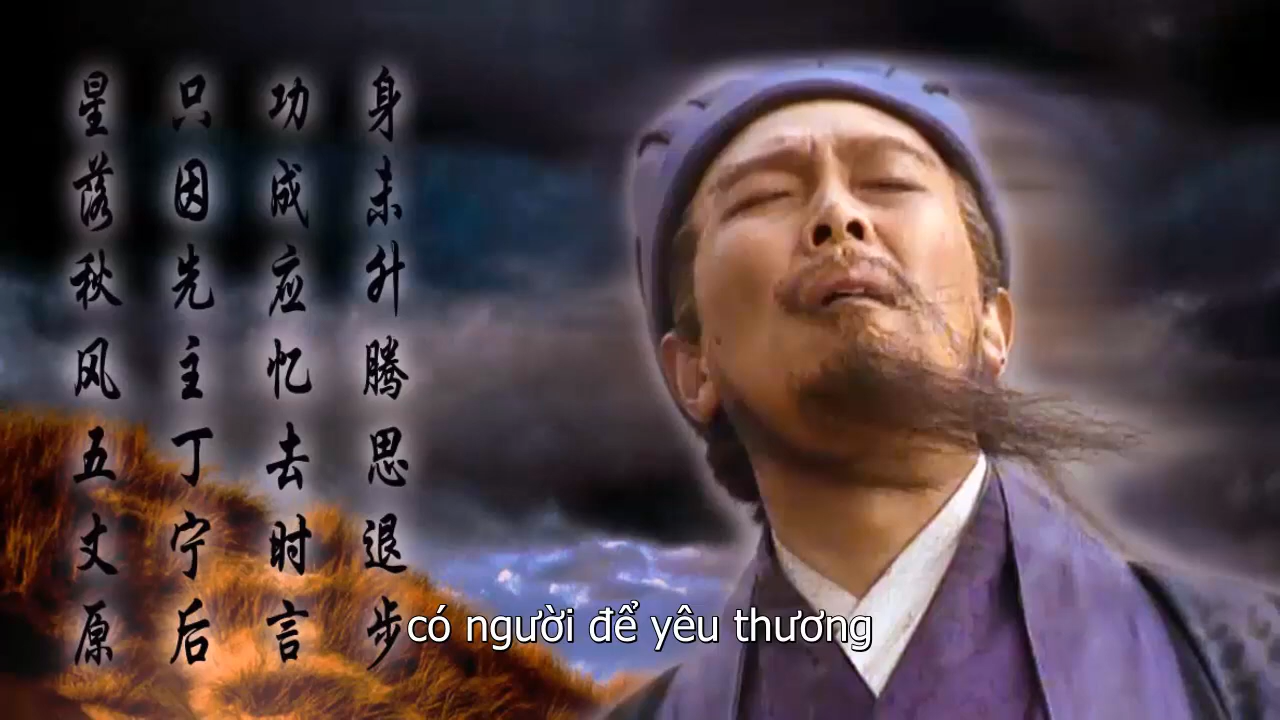 身未升腾思退步
功成应忆去时言
只因先主丁宁后
星落秋风五丈原
có người để yêu thương